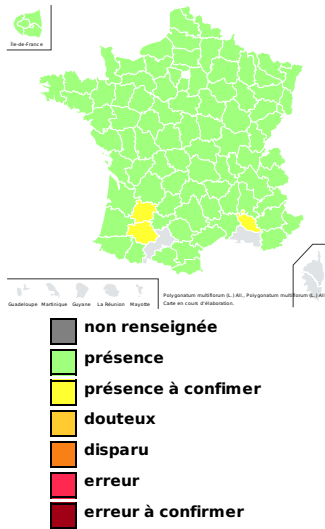 Île-de-France
Guadeloupe Martinique Guyane La Réunion Mayotte
Polygonatum multiflorum (L.) All., Polygonatum multiflorum (L.) All
Carte en cours d'élaboration.
non renseignée
présence
présence à confimer
douteux
disparu
erreur
erreur à confirmer